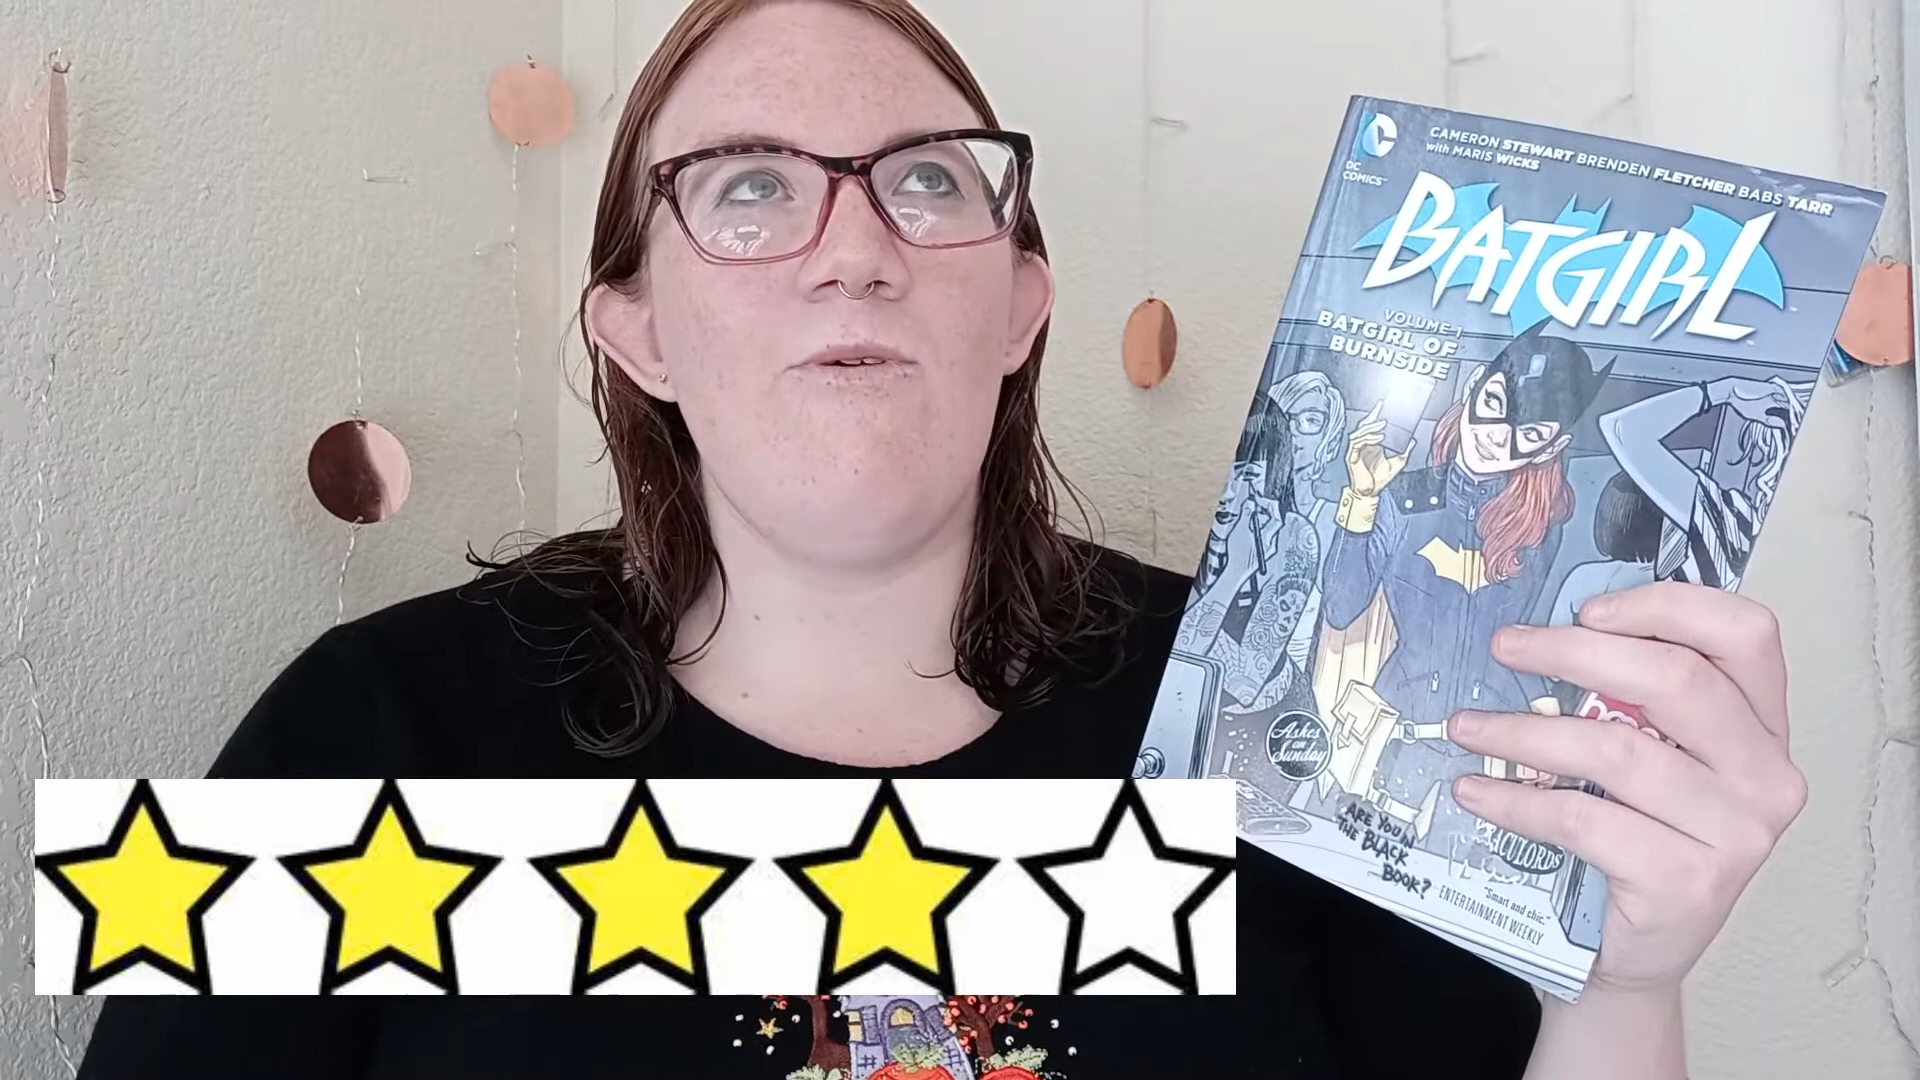 DC
COMICS™
CAMERON STEWART BRENDEN FLETCHER BABS TARR
with MARIS WICKS
BATGIRL
VOLUME 1
BATGIRL OF
BURNSIDE
Ashes
on
Sunday
ARE YOU IN
THE BLACK
BOOK?
"Smart and chic."
ENTERTAINMENT WEEKLY